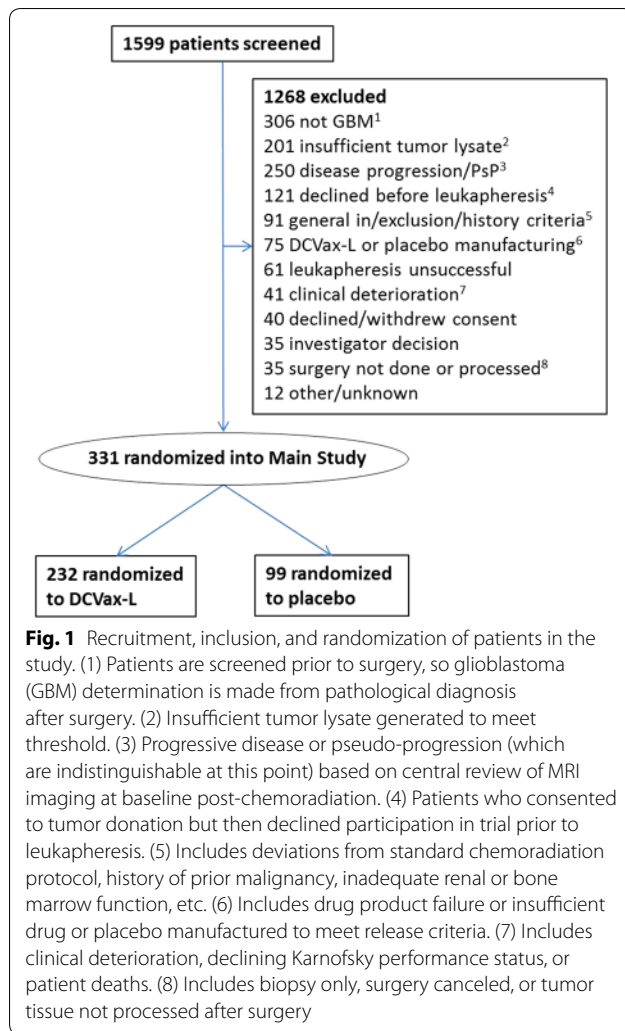 1599 patients screened
1268 excluded
306 not GBM1
201 insufficient tumor lysate2
250 disease progression/PsP3
121 declined before leukapheresis4
91 general in/exclusion/history criteria5
75 DCVax-L or placebo manufacturing6
61 leukapheresis unsuccessful
41 clinical deterioration7
40 declined/withdrew consent
35 investigator decision
35 surgery not done or processed8
12 other/unknown
331 randomized into Main Study
232 randomized
to DCVax-L
99 randomized
to placebo
Fig. 1 Recruitment, inclusion, and randomization of patients in the
study. (1) Patients are screened prior to surgery, so glioblastoma
(GBM) determination is made from pathological diagnosis
after surgery. (2) Insufficient tumor lysate generated to meet
threshold. (3) Progressive disease or pseudo-progression (which
are indistinguishable at this point) based on central review of MRI
imaging at baseline post-chemoradiation. (4) Patients who consented
to tumor donation but then declined participation in trial prior to
leukapheresis. (5) Includes deviations from standard chemoradiation
protocol, history of prior malignancy, inadequate renal or bone
marrow function, etc. (6) Includes drug product failure or insufficient
drug or placebo manufactured to meet release criteria. (7) Includes
clinical deterioration, declining Karnofsky performance status, or
patient deaths. (8) Includes biopsy only, surgery canceled, or tumor
tissue not processed after surgery